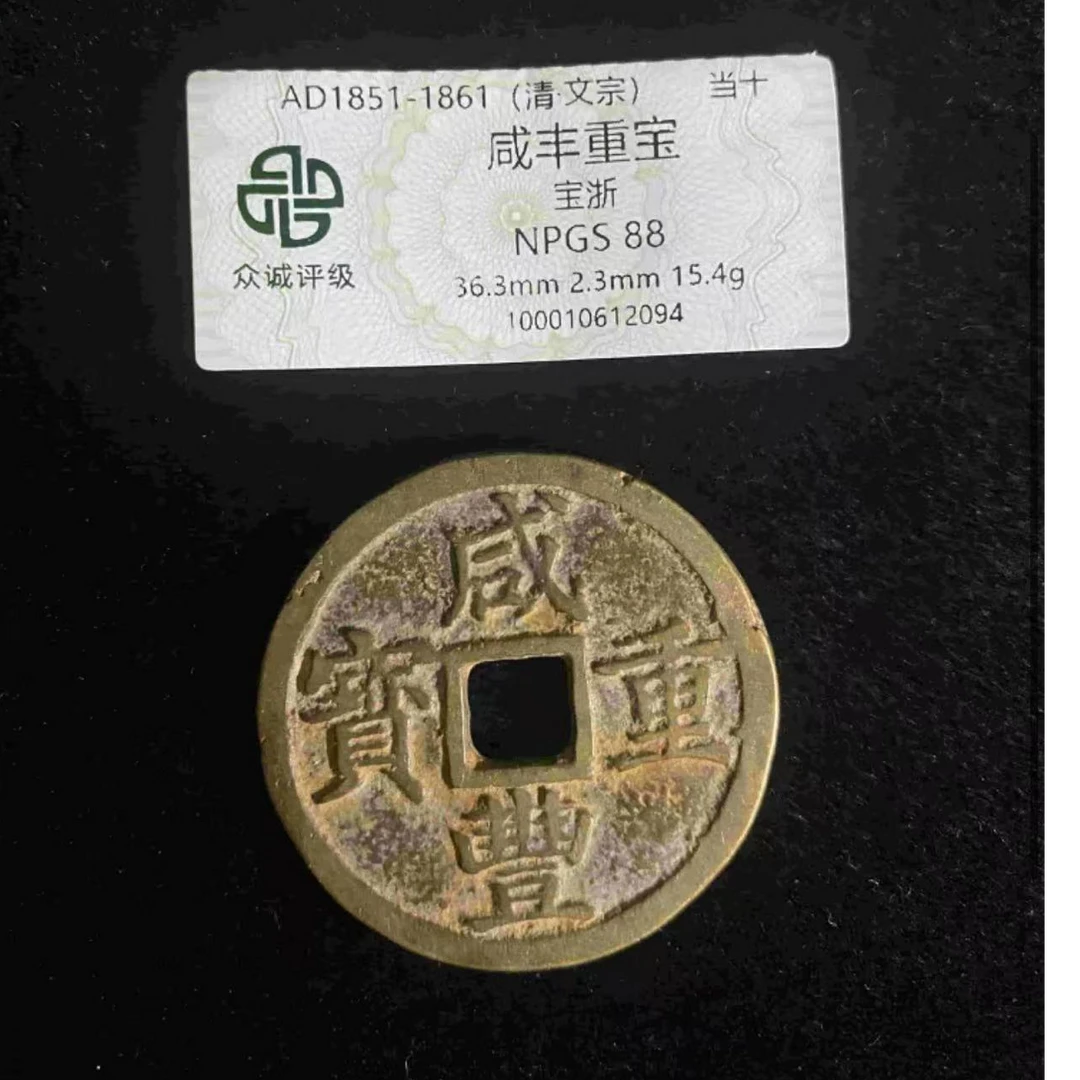 AD1851-1861（清·文宗） 当十
咸丰重宝
宝浙
NPGS 88
众诚评级
36.3mm 2.3mm 15.4g
100010612094
咸
豐
重
寶